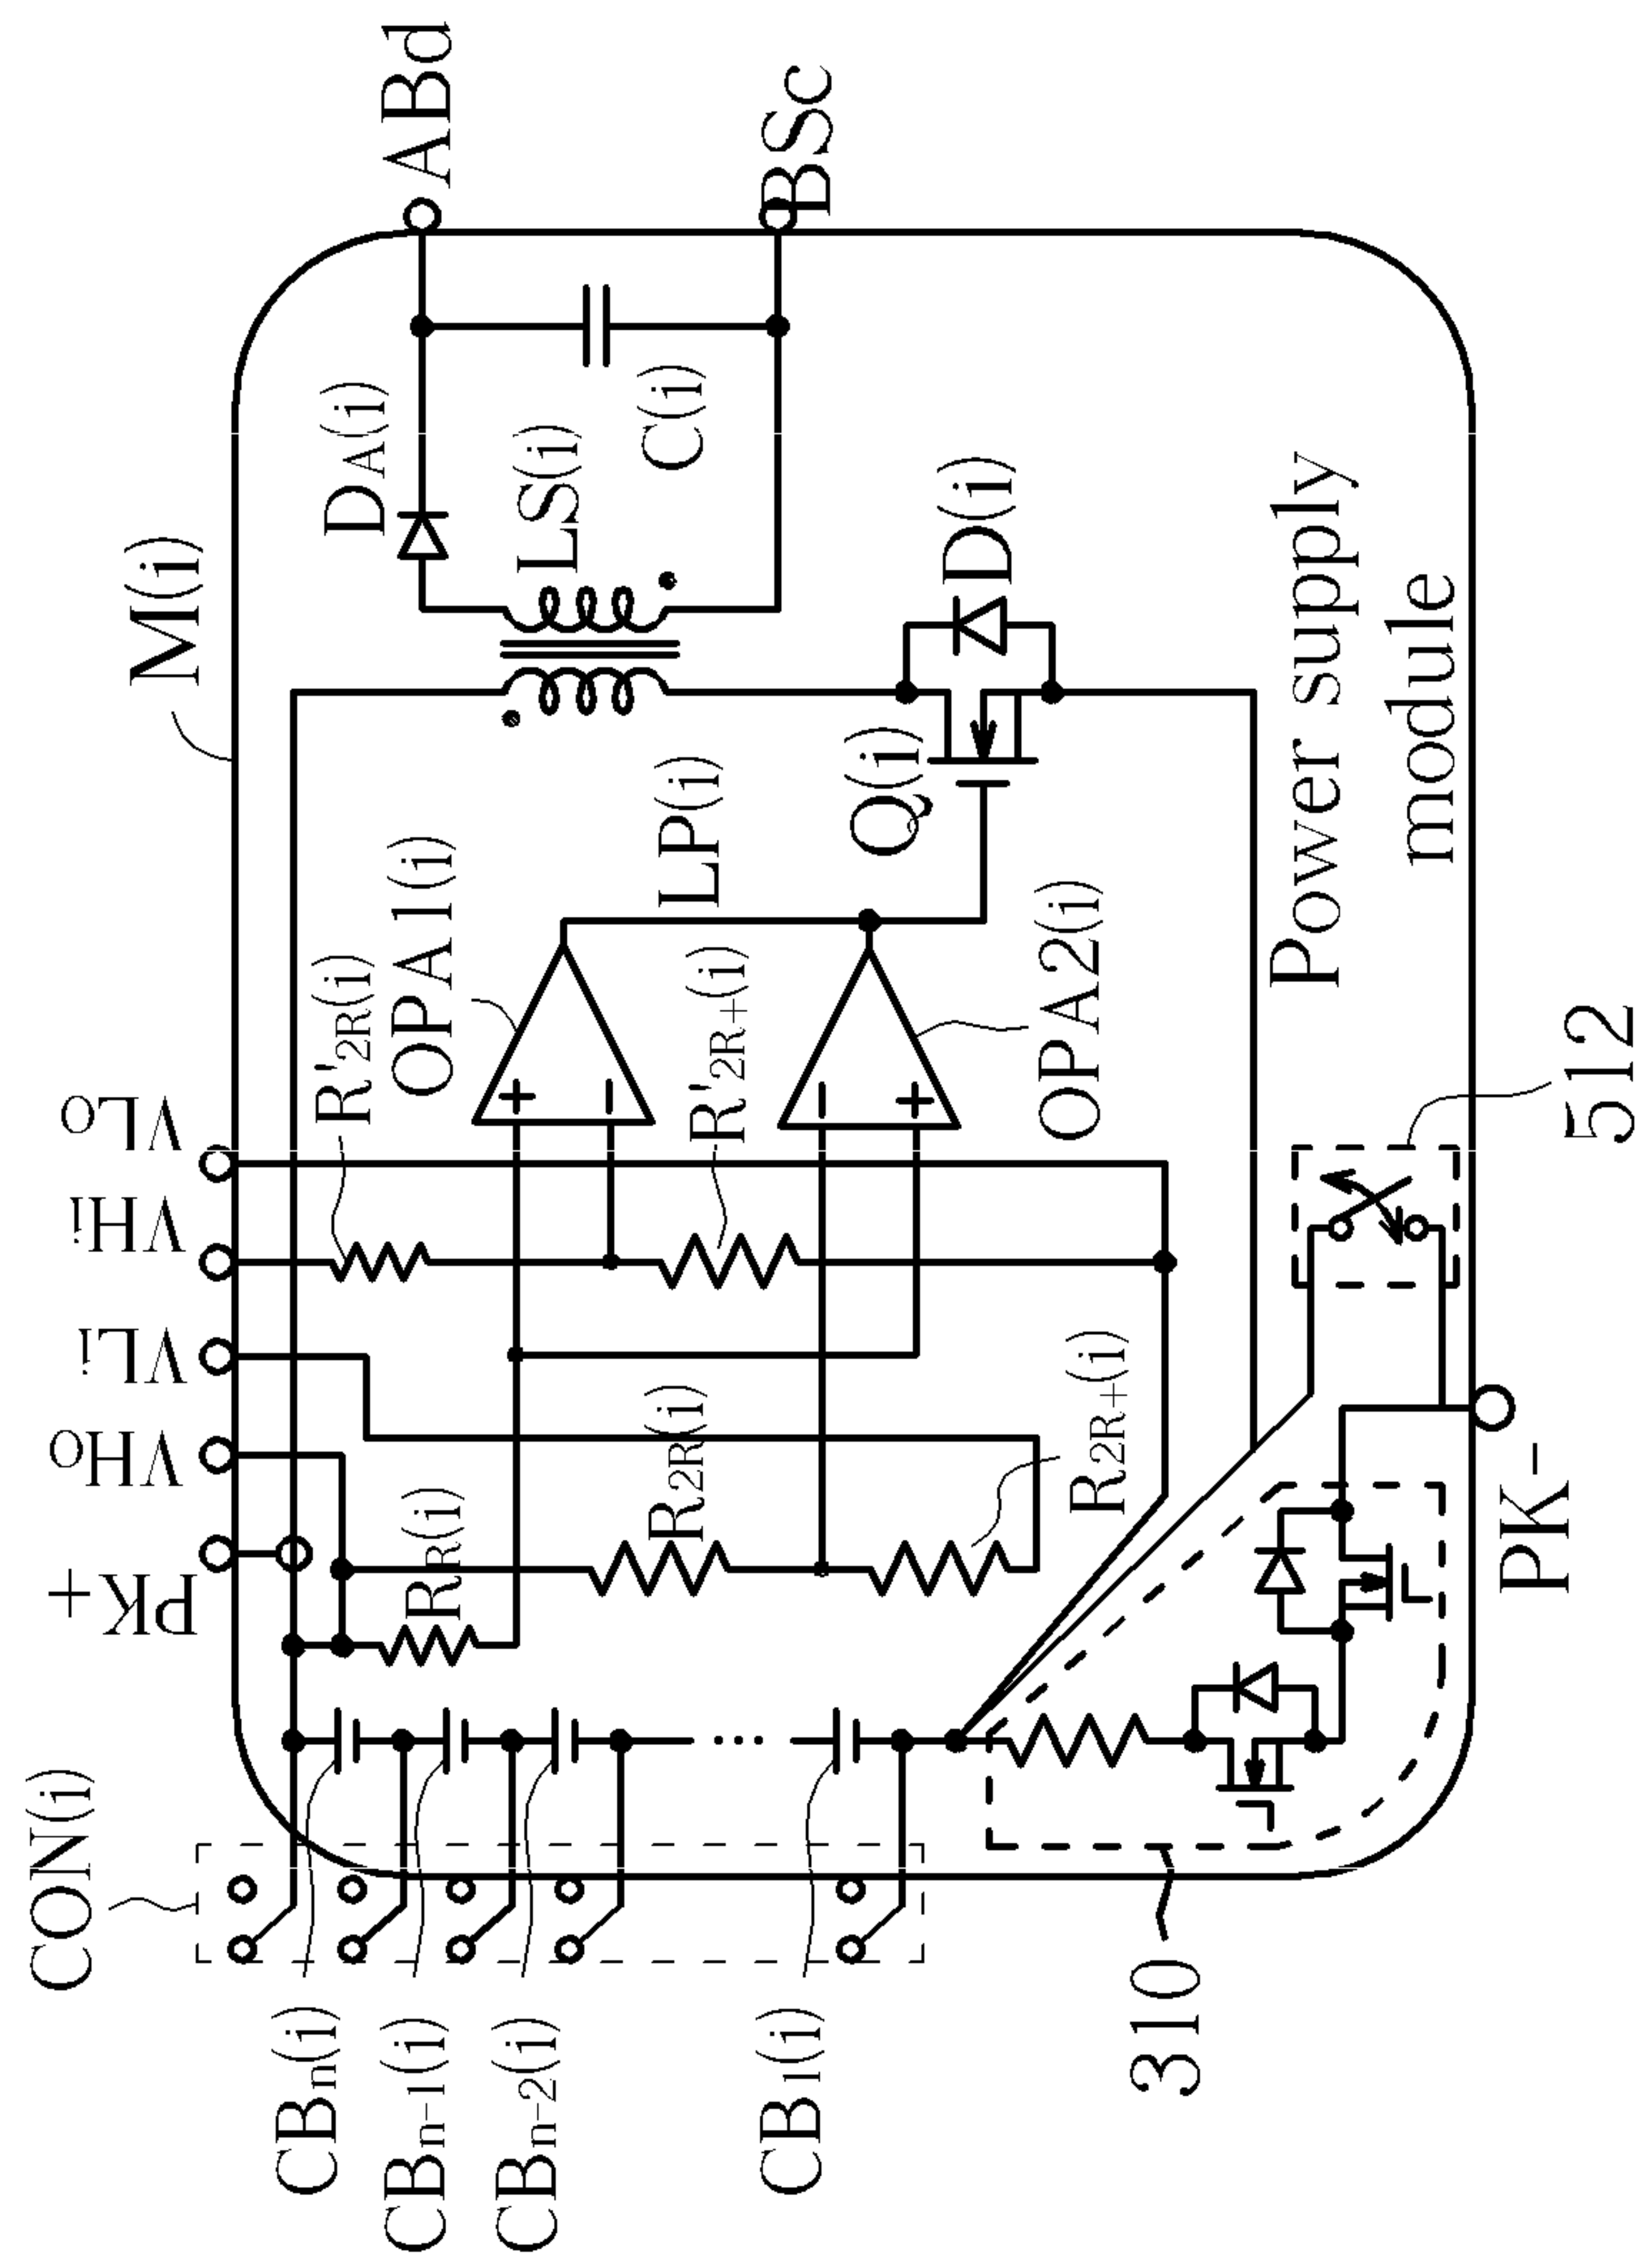 CON(i)
CBn(i)
CBn-1(i)
CBn-2(i)
CB1(i)
310
PK+
VHo
VLi
VHi
VLo
RR(i)
R2R(i)
R2R+(i)
PK-
512
R'2R(i)
OPA1(i)
R'2R+(i)
OPA2(i)
+
-
-
+
LP(i)
Q(i)
Power supply
module
M(i)
DA(i)
LS(i)
C(i)
D(i)
ABd
BSc
...